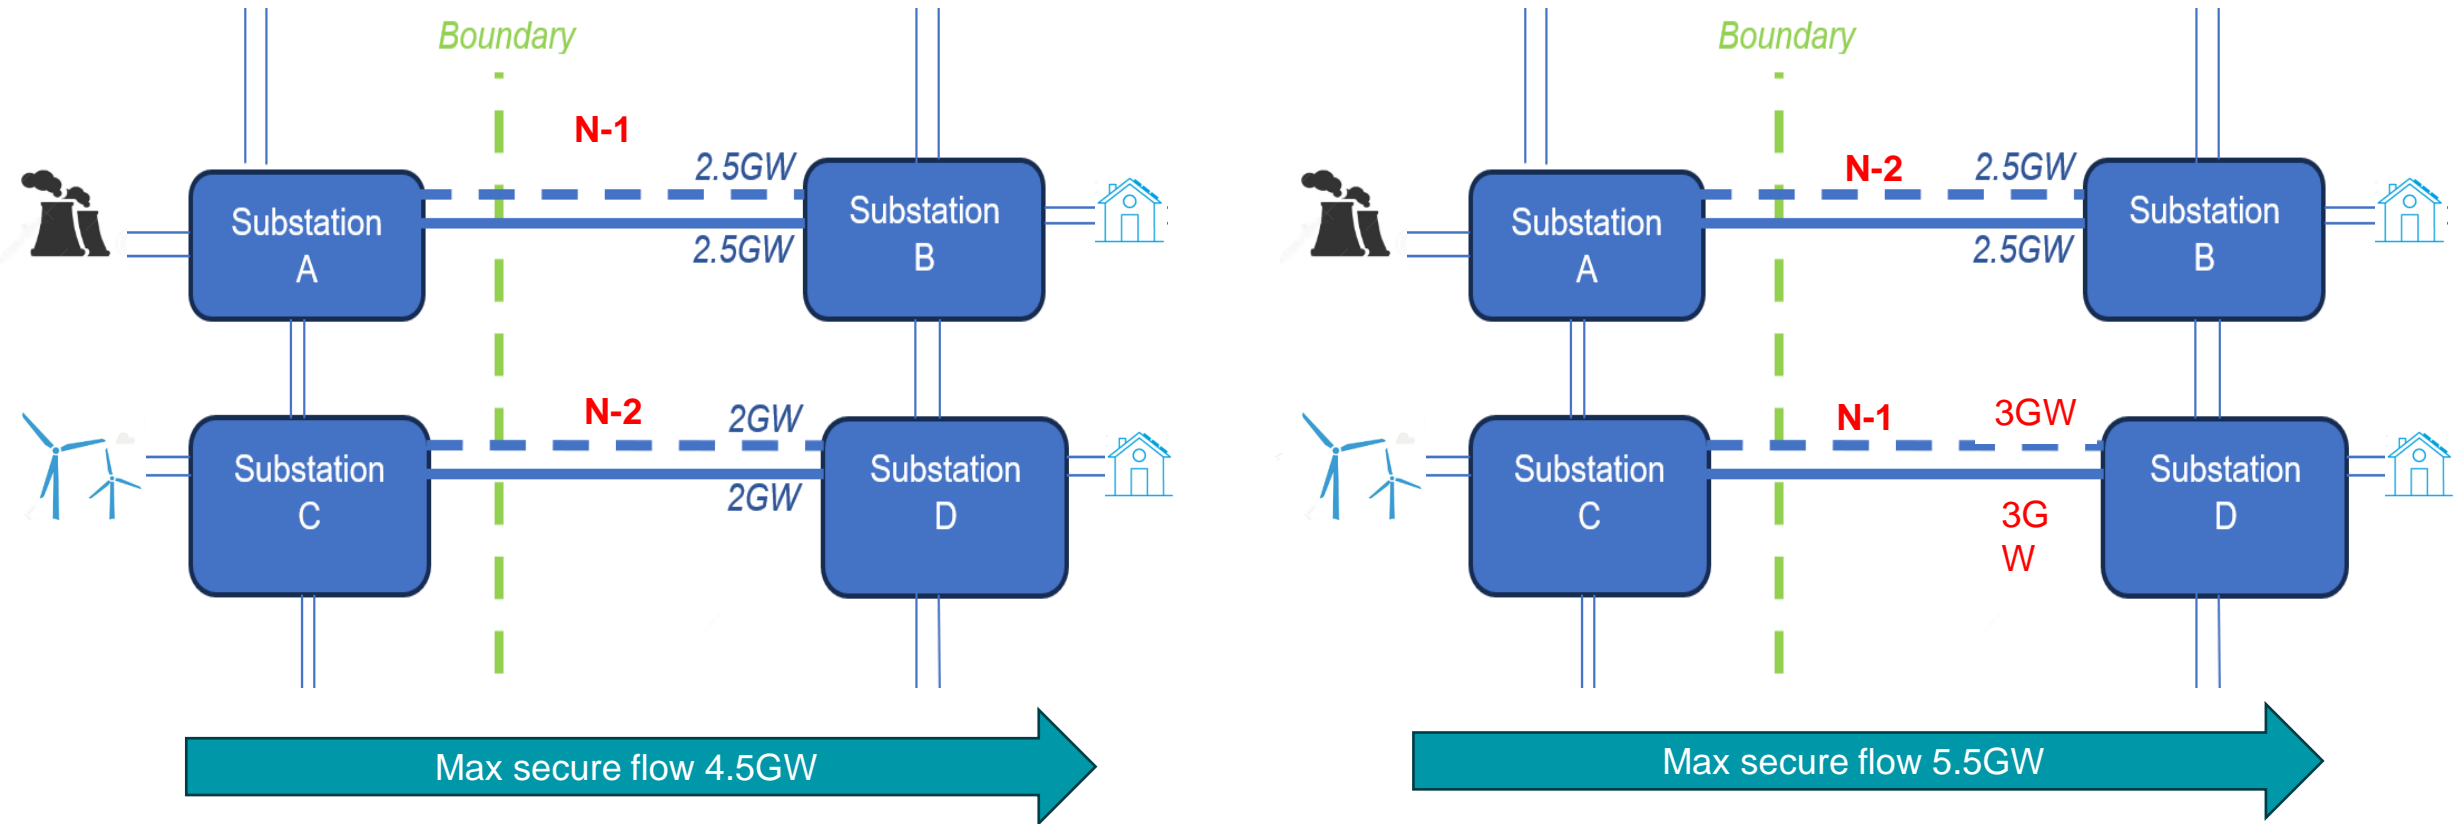 Boundary
N-1
2.5GW
2.5GW
Substation
A
Substation
B
N-2
2GW
2GW
Substation
C
Substation
D
Max secure flow 4.5GW
Boundary
N-2
2.5GW
2.5GW
Substation
A
Substation
B
N-1
3GW
3G
W
Substation
C
Substation
D
Max secure flow 5.5GW